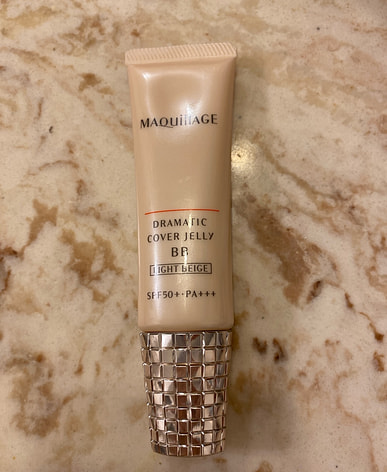 MAQuillAGE
DRAMATIC
COVER JELLY
BB
LIGHT BEIGE
SPF50+・PA+++